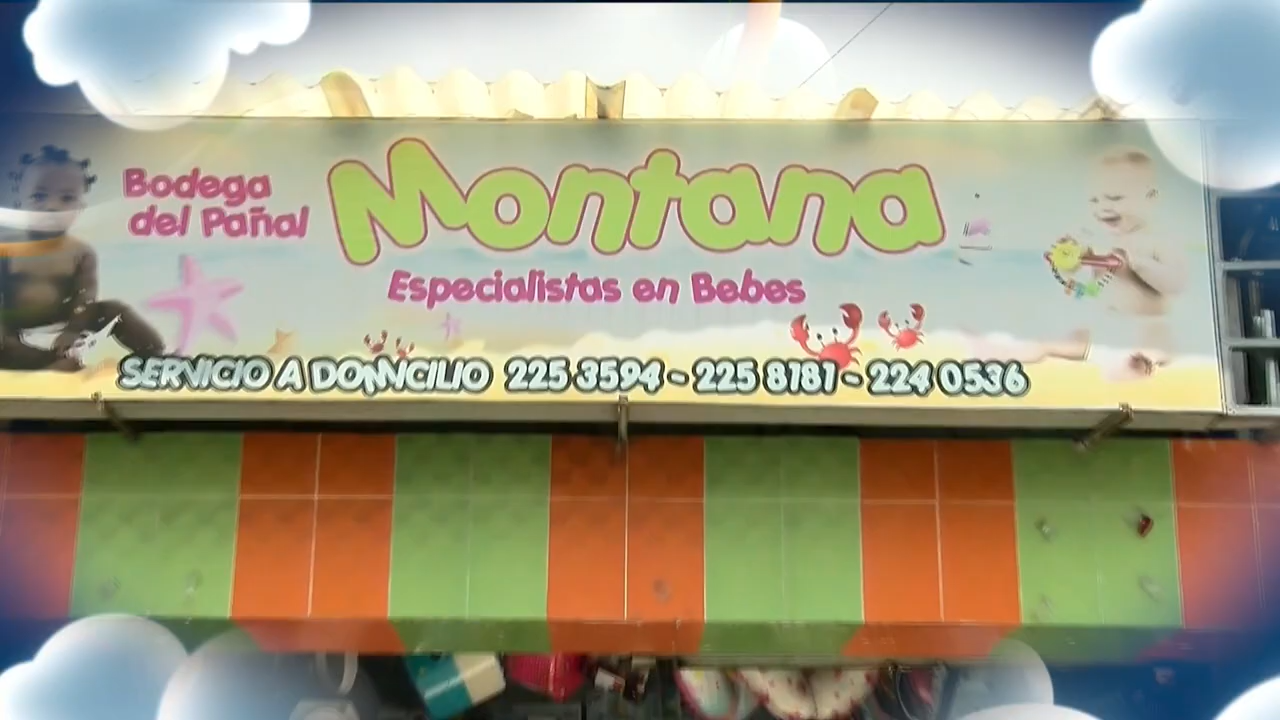 Bodega
del Pañal
Montana
Especialistas en Bebes
SERVICIO A DOMICILIO 225 3594 - 225 8181 - 224 0536